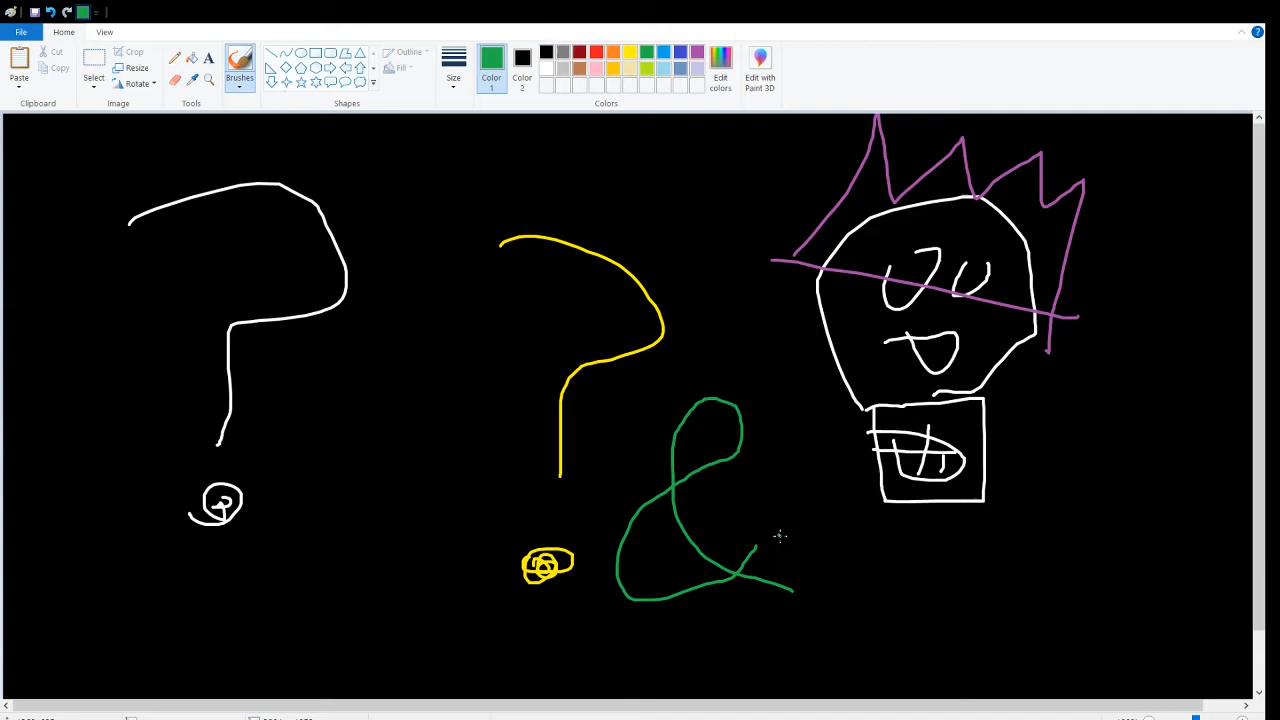 File
Home
View
Paste
Cut
Copy
Clipboard
Select
Crop
Resize
Rotate
Image
A
Tools
Brushes
Shapes
Outline
Fill
Size
Color 1
Color 2
Edit colors
Colors
Edit with Paint 3D
?
?
&